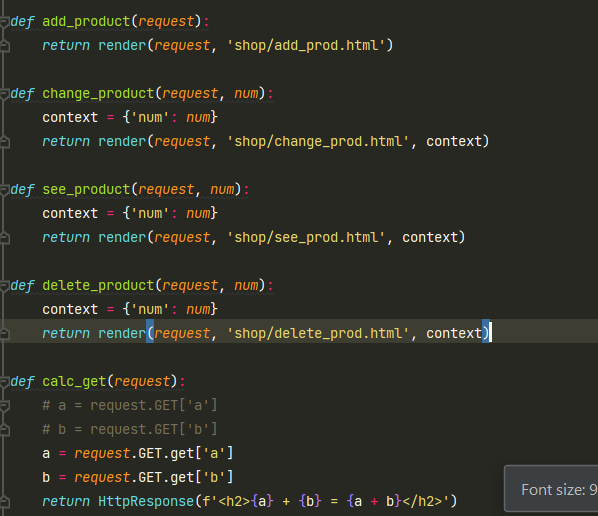 def add_product(request):
    return render(request, 'shop/add_prod.html')
def change_product(request, num):
    context = {'num': num}
    return render(request, 'shop/change_prod.html', context)
def see_product(request, num):
    context = {'num': num}
    return render(request, 'shop/see_prod.html', context)
def delete_product(request, num):
    context = {'num': num}
    return render(request, 'shop/delete_prod.html', context)
def calc_get(request):
    # a = request.GET['a']
    # b = request.GET['b']
    a = request.GET.get['a']
    b = request.GET.get['b']
    return HttpResponse(f'<h2>{a} + {b} = {a + b}</h2>')
Font size: 9